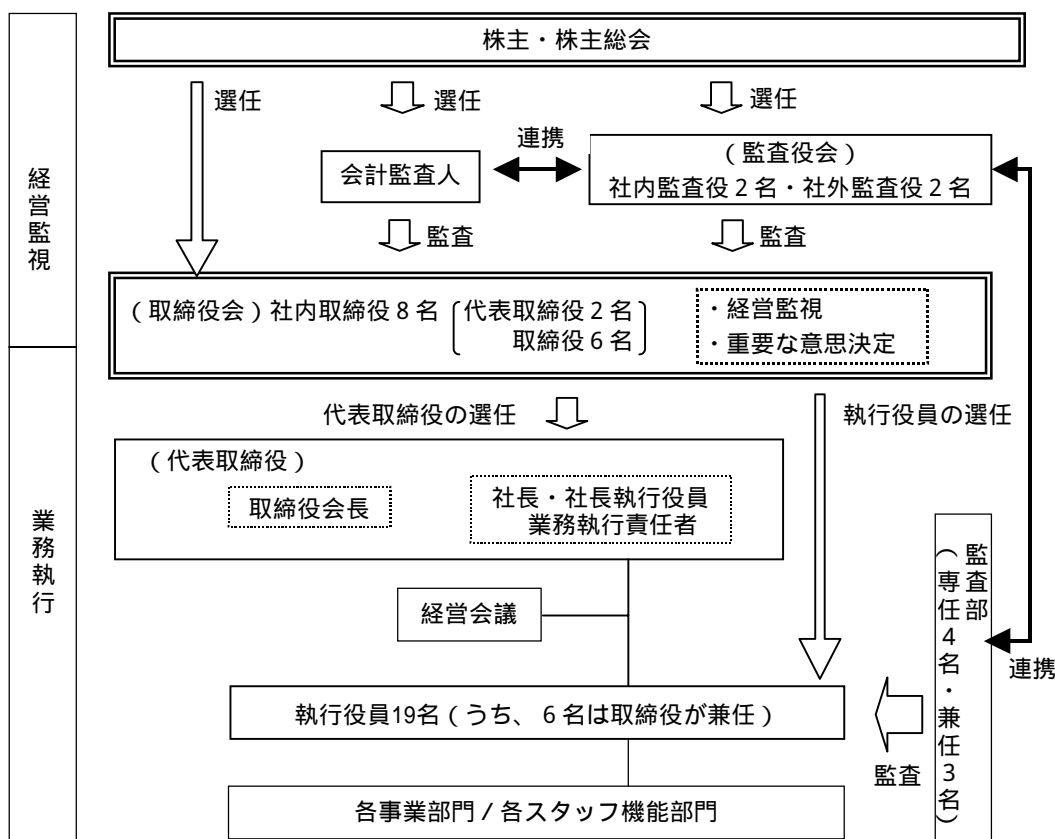 経営監視
業務執行
株主・株主総会
選任
選任
選任
会計監査人
連携
（監査役会）
社内監査役２名・社外監査役２名
監査
監査
（取締役会）社内取締役８名
代表取締役２名
取締役６名
・経営監視
・重要な意思決定
代表取締役の選任
執行役員の選任
（代表取締役）
取締役会長
社長・社長執行役員
業務執行責任者
経営会議
執行役員19名（うち、６名は取締役が兼任）
監査
監査部
（専任４名・兼任３名）
連携
各事業部門 / 各スタッフ機能部門